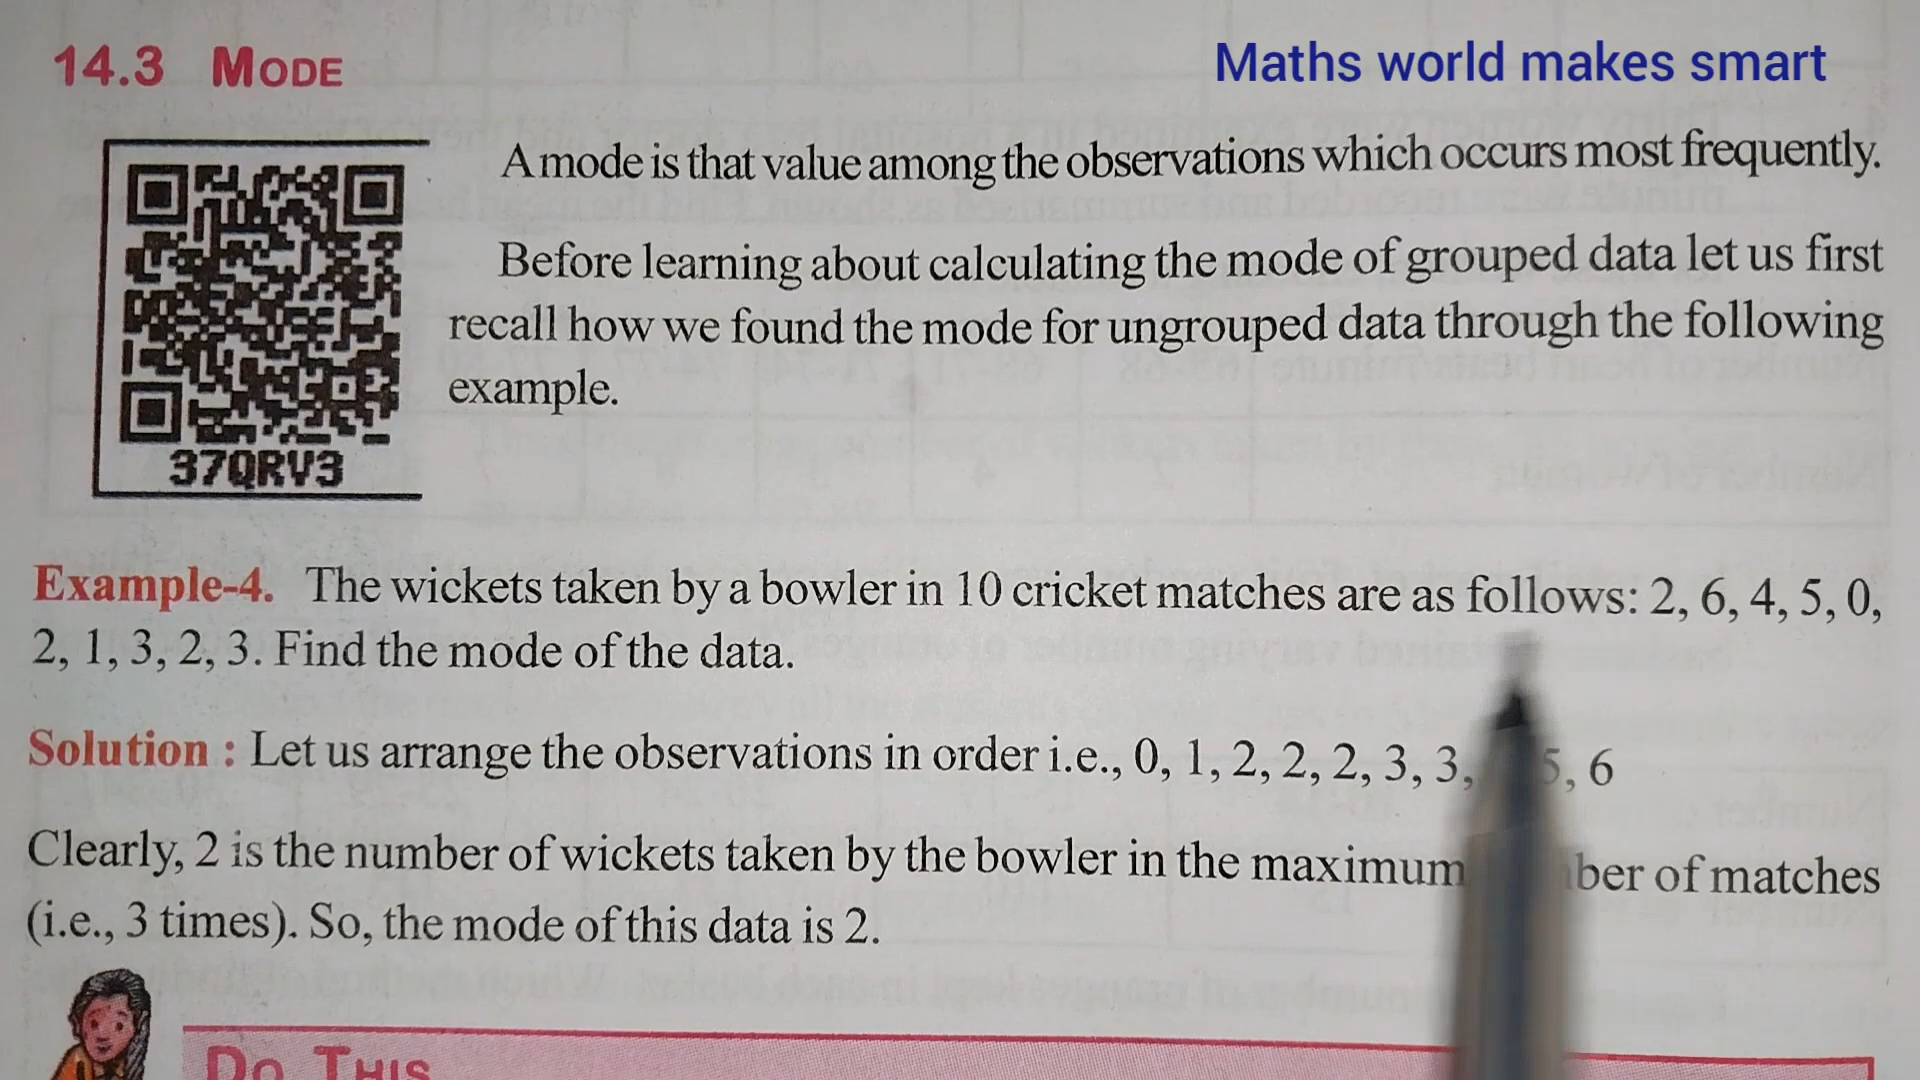 14.3 MODE
Maths world makes smart
A mode is that value among the observations which occurs most frequently.
Before learning about calculating the mode of grouped data let us first
recall how we found the mode for ungrouped data through the following
example.
37QRV3
Example-4. The wickets taken by a bowler in 10 cricket matches are as follows: 2, 6, 4, 5, 0,
2, 1, 3, 2, 3. Find the mode of the data.
Solution : Let us arrange the observations in order i.e., 0, 1, 2, 2, 2, 3, 3, 5, 6
Clearly, 2 is the number of wickets taken by the bowler in the maximum of matches
(i.e., 3 times). So, the mode of this data is 2.
DO THIS